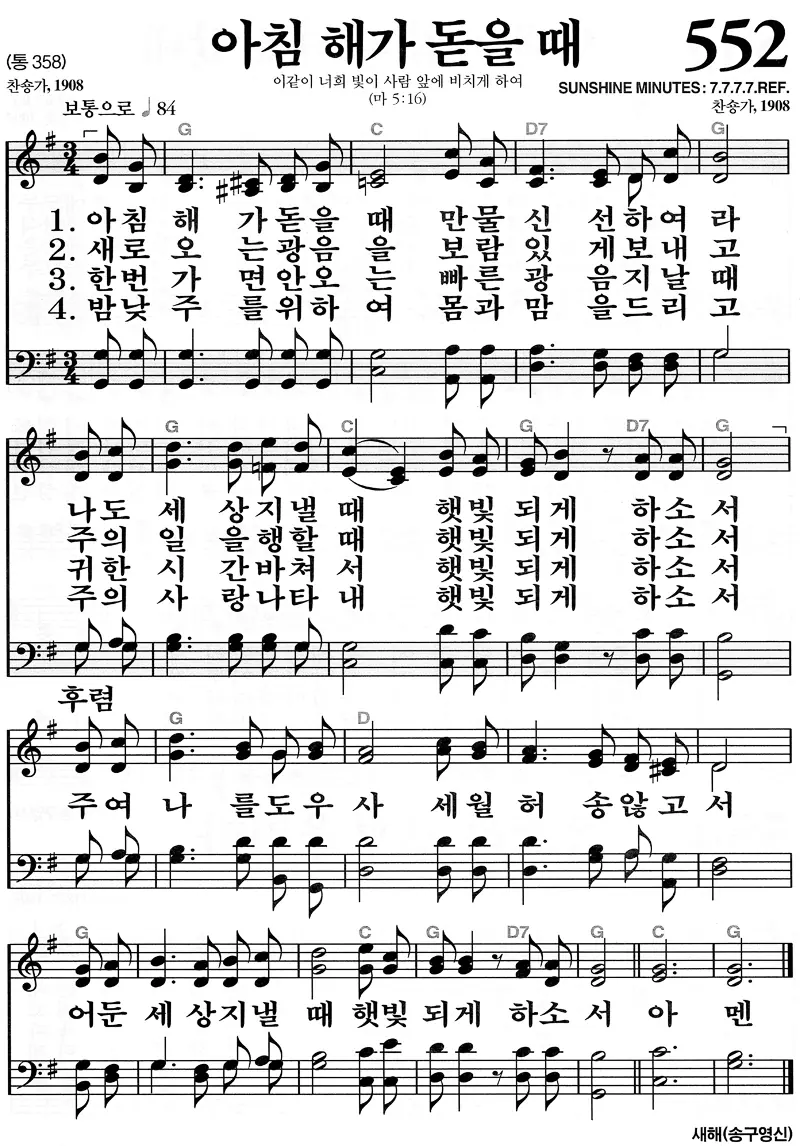 (통 358)
아침 해가 돋을 때
552
찬송가, 1908
이같이 너희 빛이 사람 앞에 비치게 하여
(마 5:16)
SUNSHINE MINUTES: 7.7.7.7.REF.
찬송가, 1908
보통으로 ♩84
G C D7 G
1. 아침 해 가돋을 때 만물신 선하여 라
2. 새로 오 는광음 을 보람있 게보내 고
3. 한번 가 면안오 는 빠른광 음지날 때
4. 밤낮 주 를위하 여 몸과맘 을드리 고
G C G D7 G
나도 세 상지낼 때 햇빛 되게 하소 서
주의 일 을행할 때 햇빛 되게 하소 서
귀한 시 간바쳐 서 햇빛 되게 하소 서
주의 사 랑나타 내 햇빛 되게 하소 서
후렴
G D
주여 나 를도우 사 세월 허 송않고 서
G C G D7 G C G
어둔 세 상지낼 때 햇빛 되게 하소 서 아 멘
새해(송구영신)